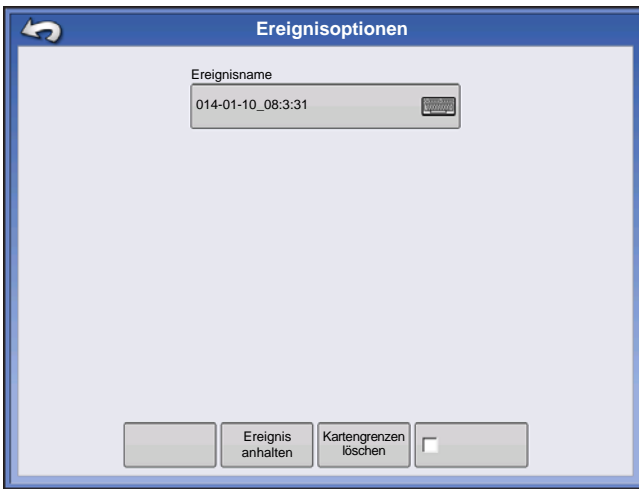 Ereignisoptionen
Ereignisname
014-01-10_08:3:31
Ereignis
anhalten
Kartengrenzen
löschen